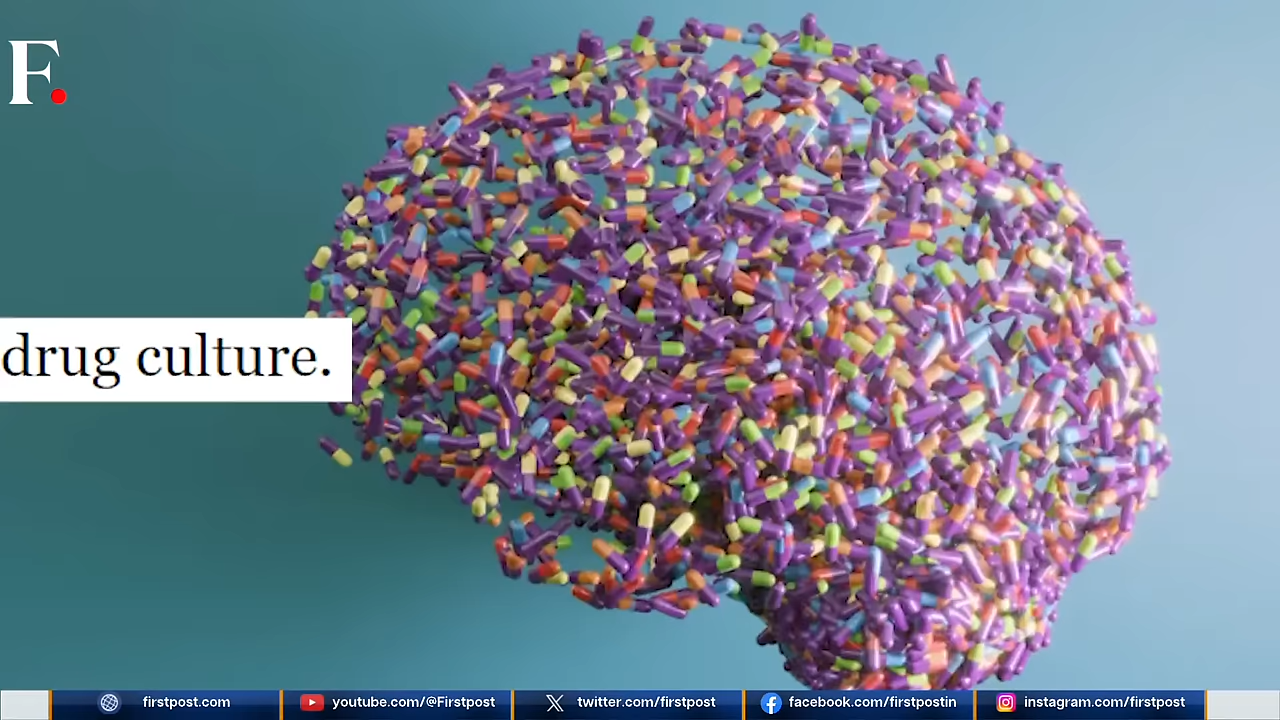 F.
drug culture.
firstpost.com
youtube.com/@Firstpost
twitter.com/firstpost
facebook.com/firstpostin
instagram.com/firstpost